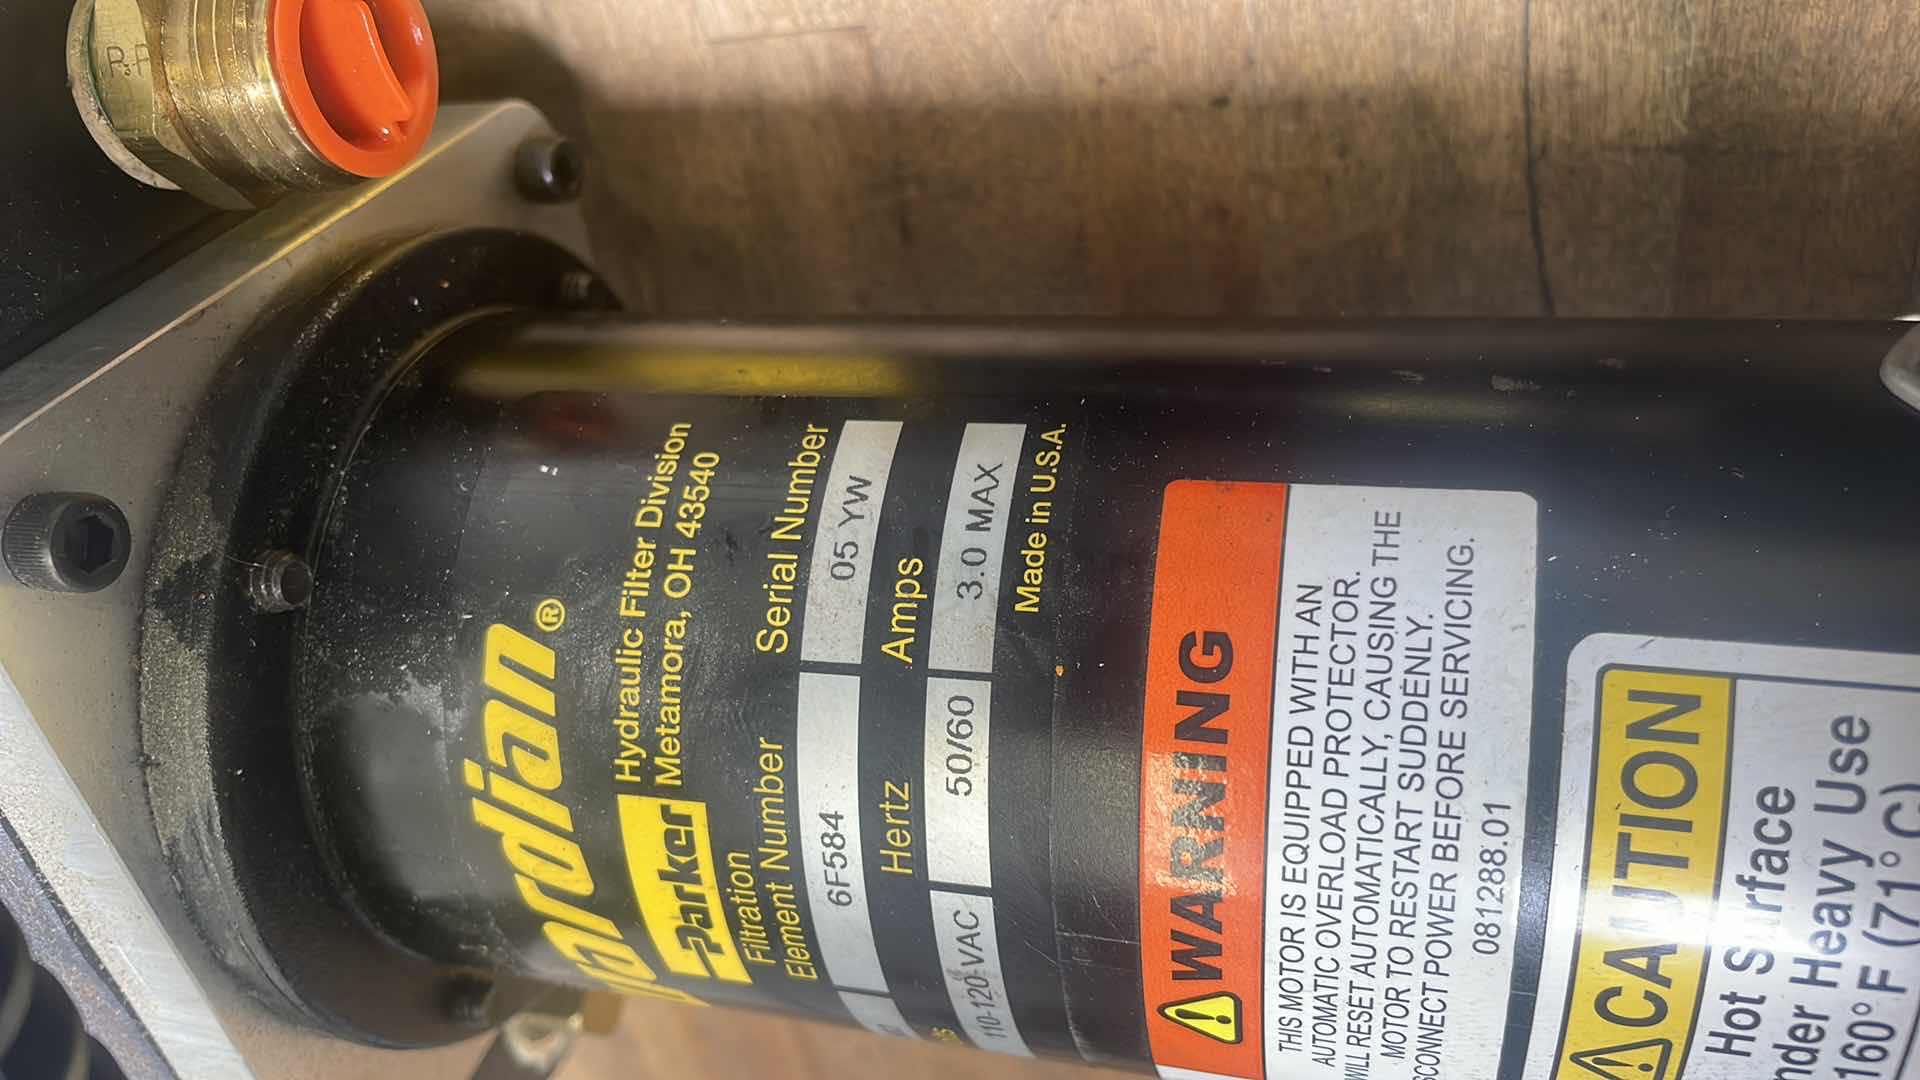 ardian®
Parker
Hydraulic Filter Division
Metamora, OH 43540
Filtration
Element Number
Serial Number
6F584
05 YW
Hertz
Amps
110-120 VAC
50/60
3.0 MAX
Made in U.S.A.
WARNING
THIS MOTOR IS EQUIPPED WITH AN
AUTOMATIC OVERLOAD PROTECTOR.
WILL RESET AUTOMATICALLY, CAUSING THE
MOTOR TO RESTART SUDDENLY.
SCONNECT POWER BEFORE SERVICING.
081288.01
CAUTION
Hot Surface
nder Heavy Use
160° F (71° C)